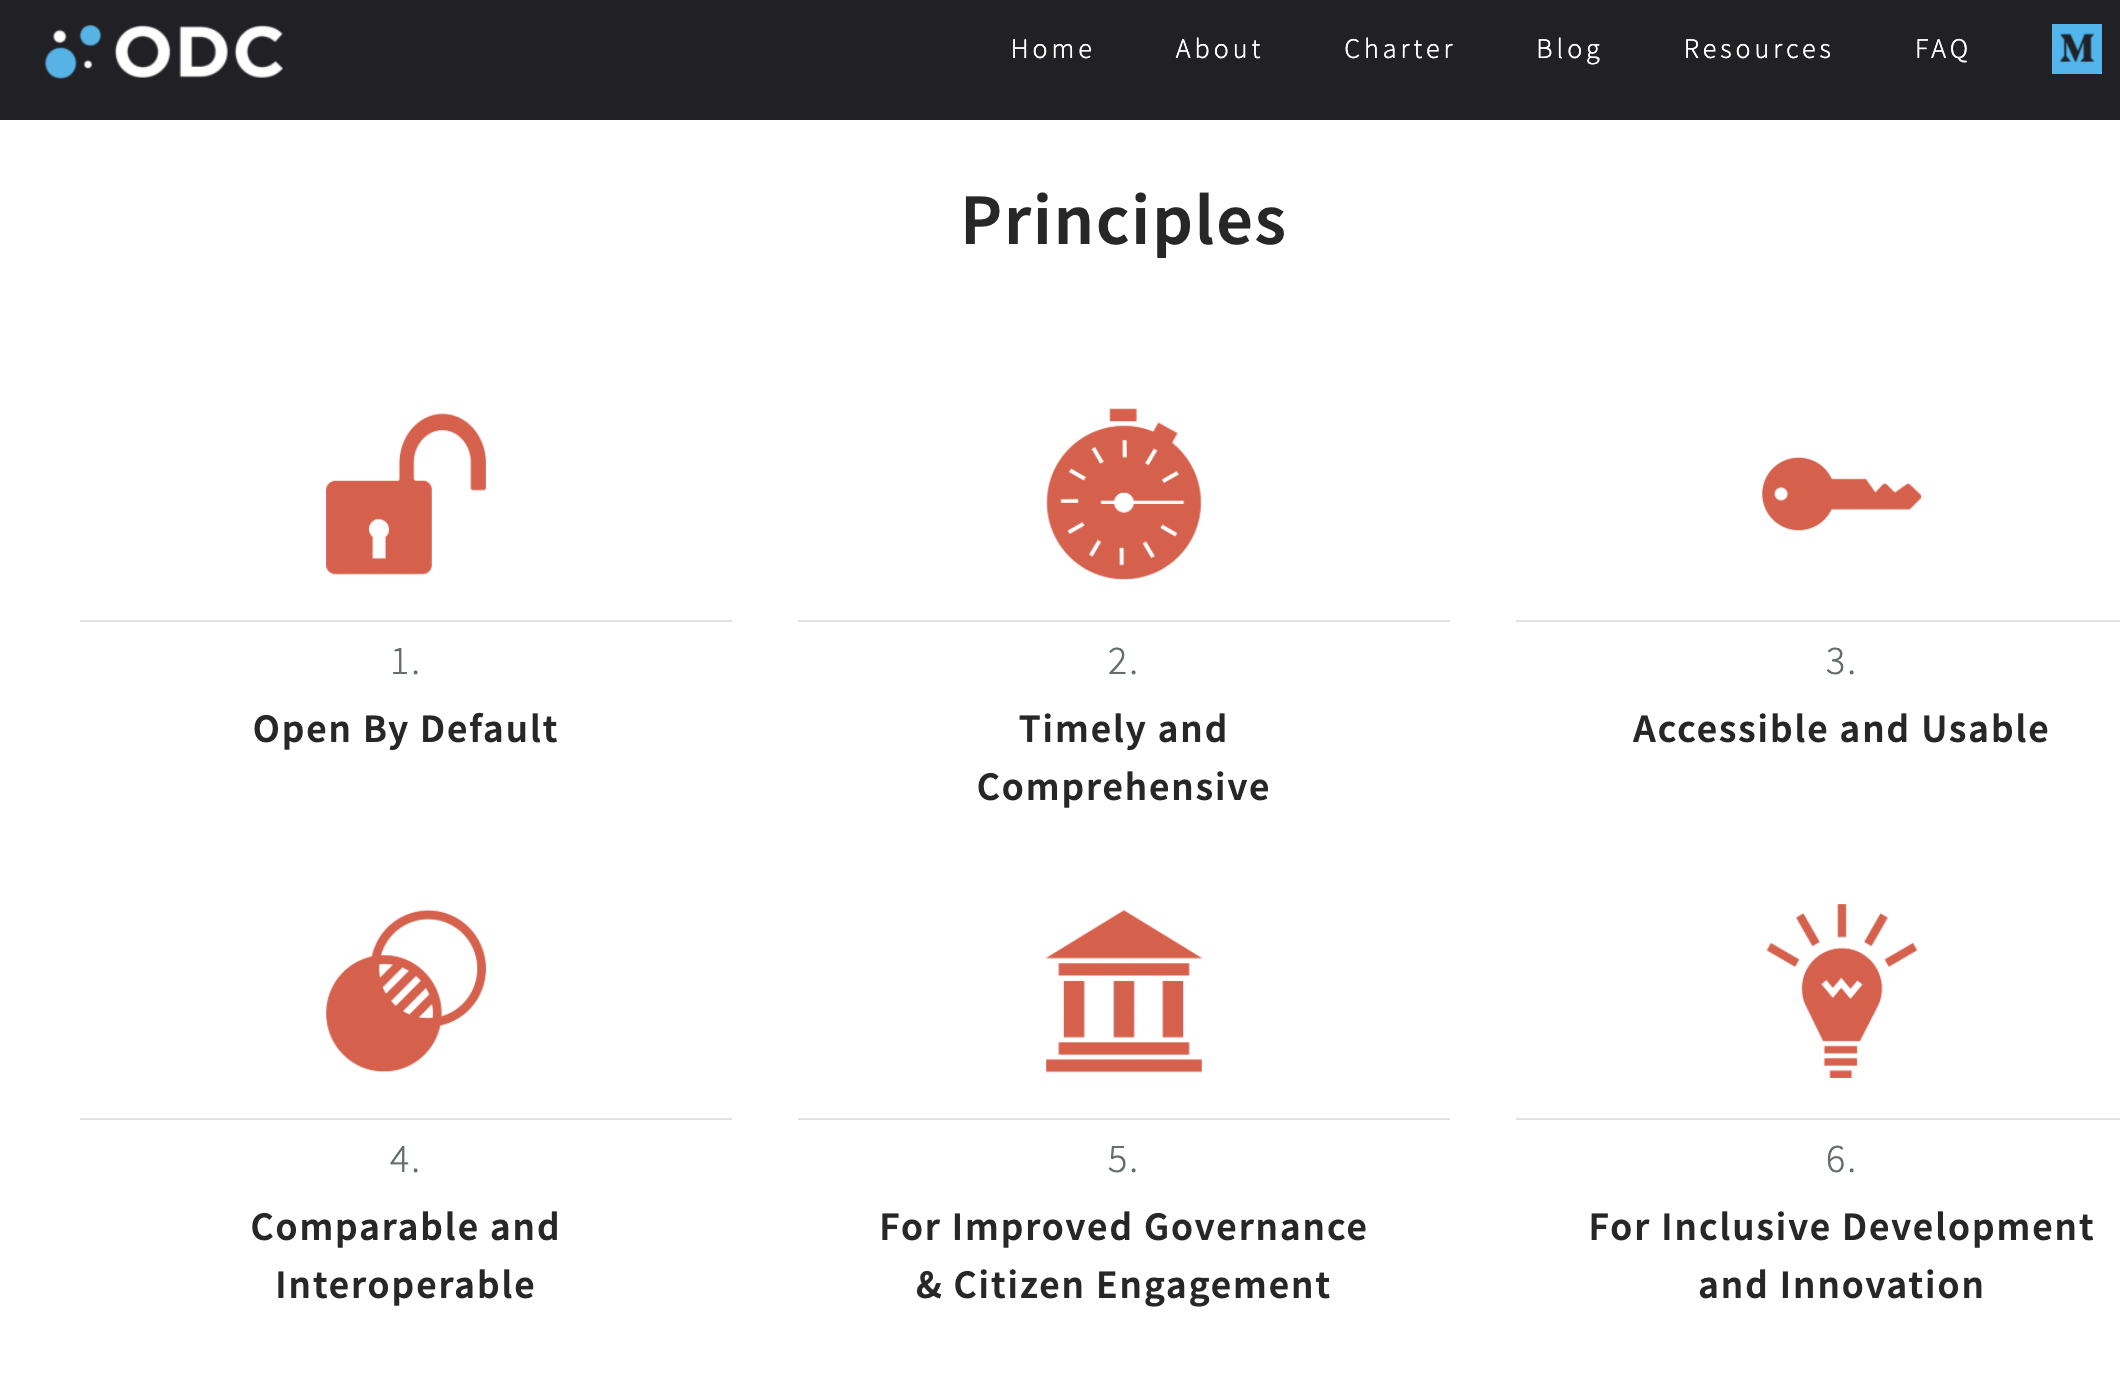 ODC
Home About Charter Blog Resources FAQ M
Principles
1. 2. 3.
Open By Default Timely and Accessible and Usable
Comprehensive
4. 5. 6.
Comparable and For Improved Governance For Inclusive Development
Interoperable & Citizen Engagement and Innovation